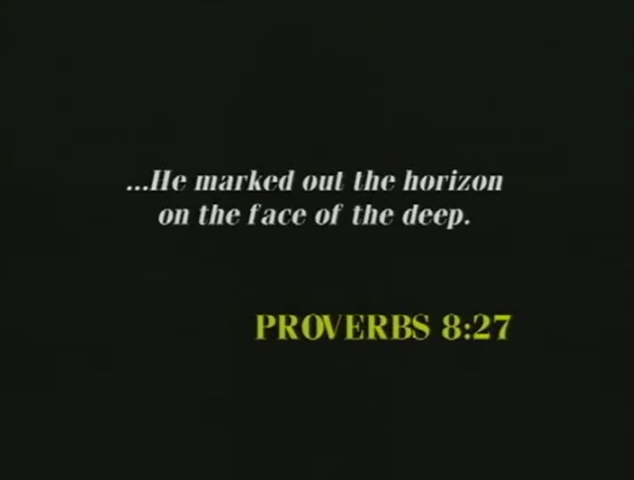 ...He marked out the horizon
on the face of the deep.
PROVERBS 8:27